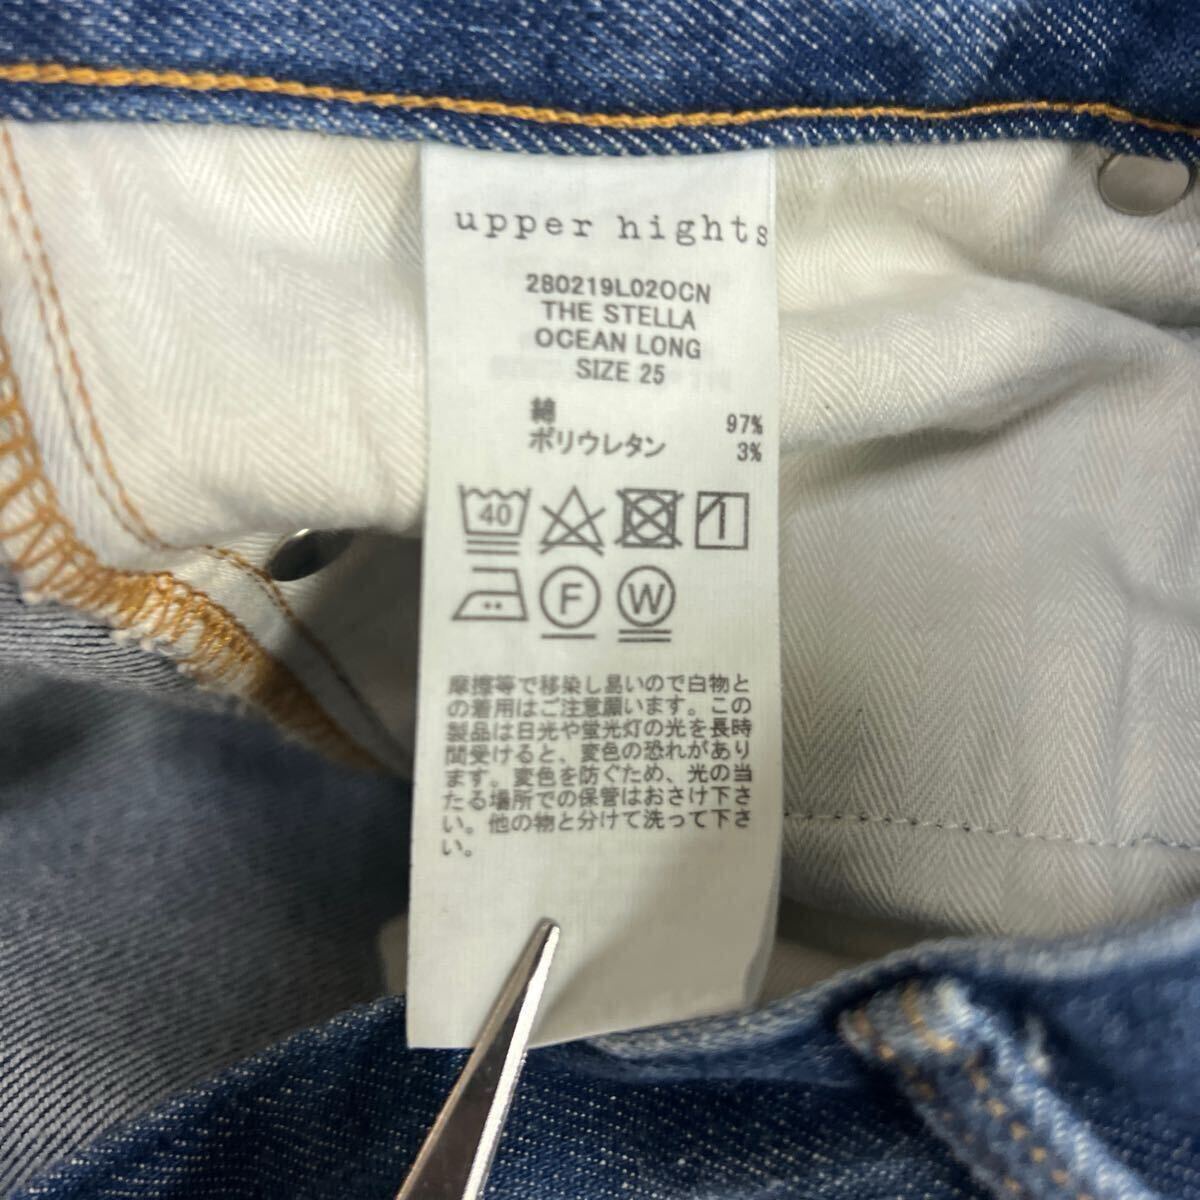 upper hights
2B0219L02OCN
THE STELLA
OCEAN LONG
SIZE 25
綿 97%
ポリウレタン 3%
40
F W
摩擦等で移染し易いので白物と
の着用はご注意願います。この
製品は日光や蛍光灯の光を長時
間受けると、変色の恐れがあり
ます。変色を防ぐため、光の当
たる場所での保管はおさけ下さ
い。他の物と分けて洗って下さ
い。